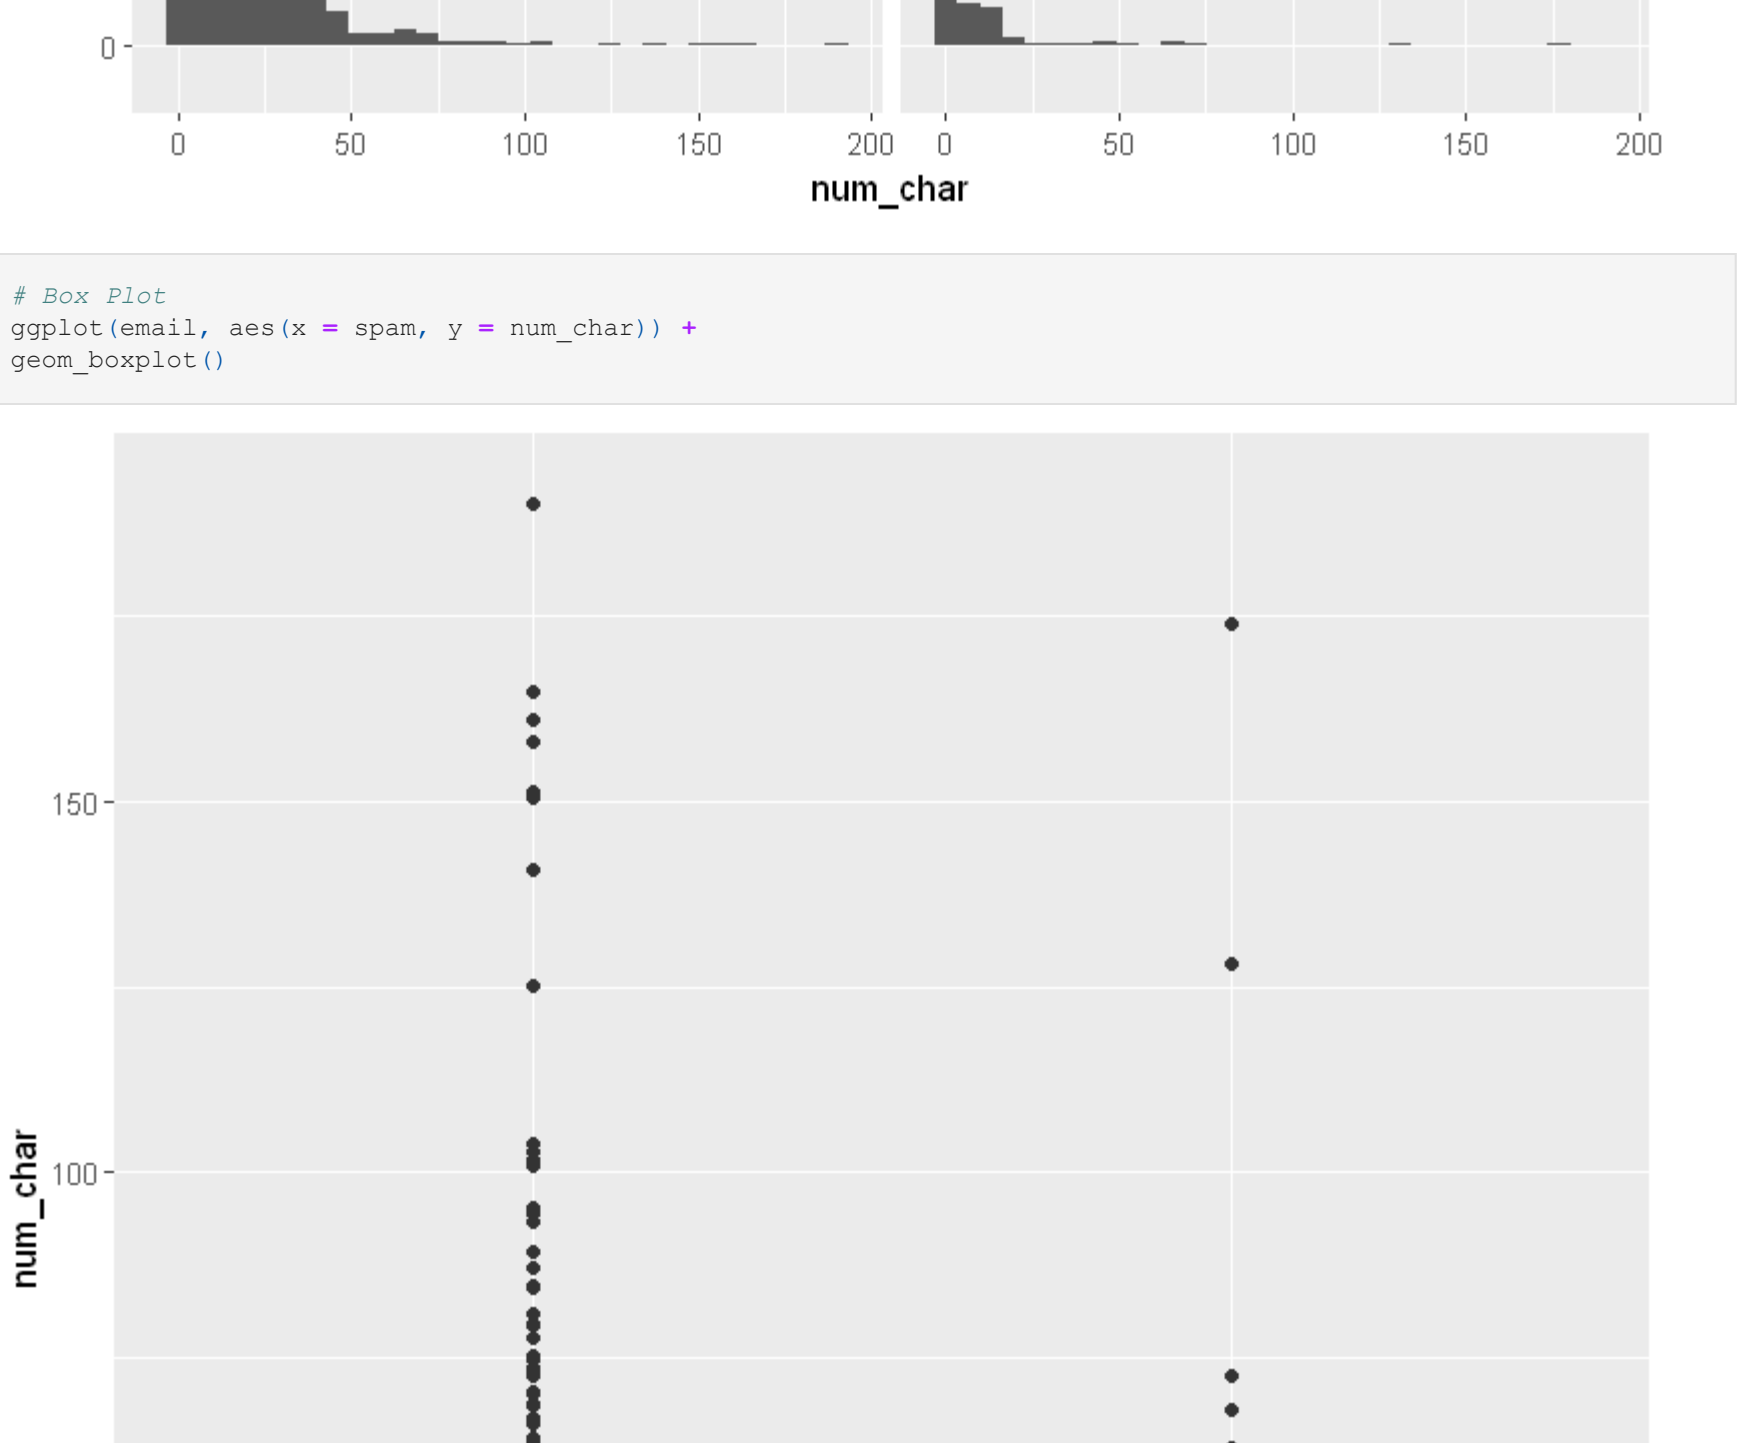 0
0 50 100 150 200 0 50 100 150 200
num_char
# Box Plot
ggplot(email, aes(x = spam, y = num_char)) +
geom_boxplot()
150
100
num_char